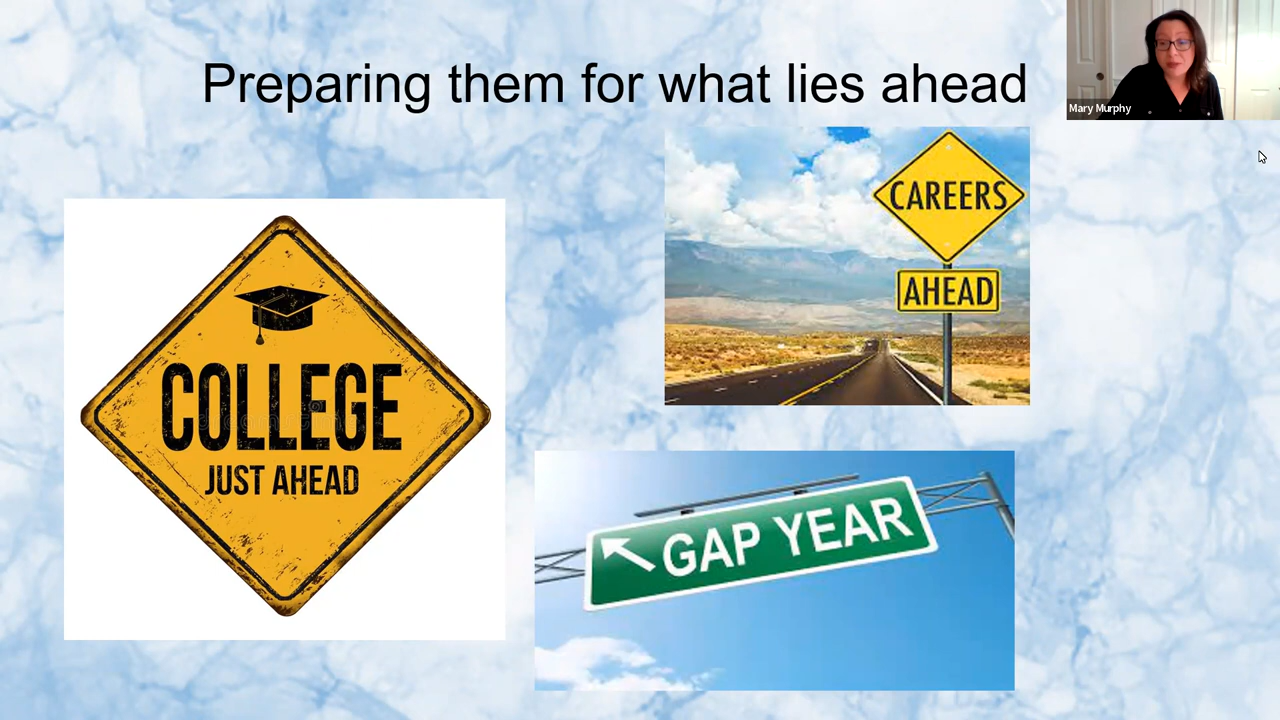 Preparing them for what lies ahead
Mary Murphy
CAREERS
AHEAD
COLLEGE
JUST AHEAD
GAP YEAR